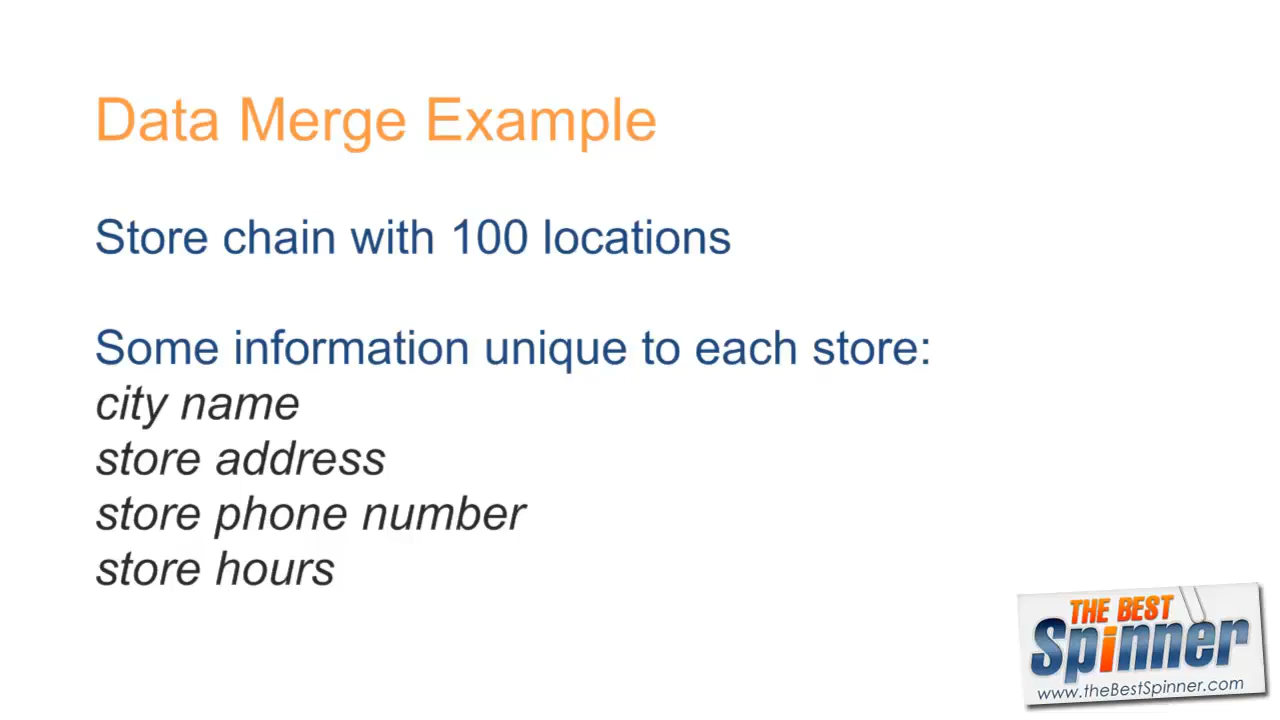 Data Merge Example
Store chain with 100 locations
Some information unique to each store:
city name
store address
store phone number
store hours
THE BEST
Spinner
www.theBestSpinner.com